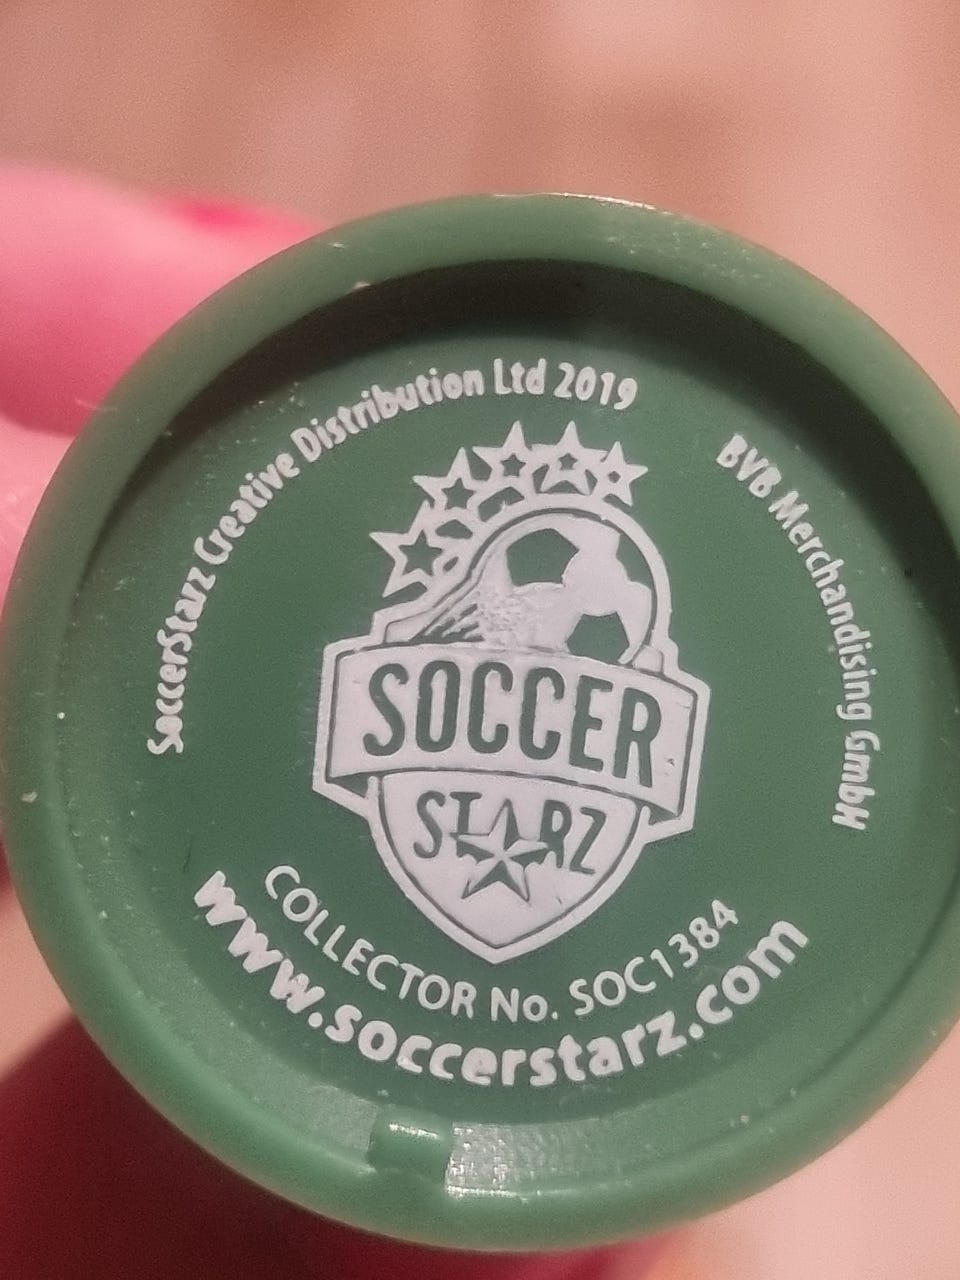 SoccerStarz Creative Distribution Ltd 2019
BVB Merchandising GmbH
SOCCER
STARZ
COLLECTOR No. SOC1384
www.soccerstarz.com